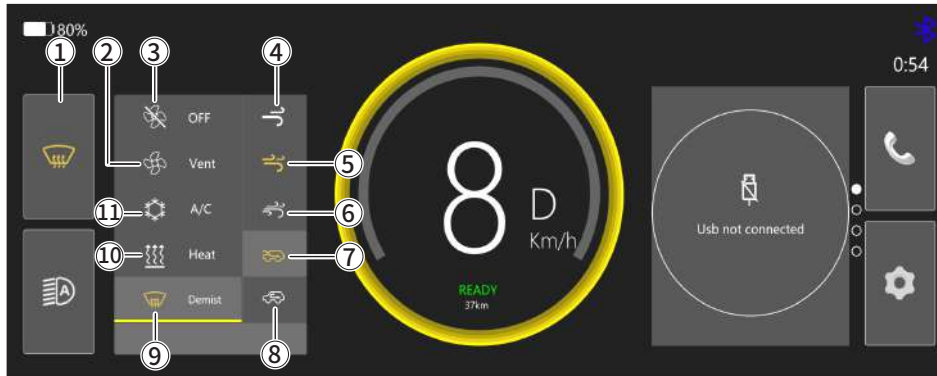 80%
① ② ③ ④
0:54
OFF
Vent ⑤
⑪ A/C ⑥
⑩ Heat ⑦
Demist
⑨ ⑧
8
D
Km/h
READY
37km
Usb not connected
A